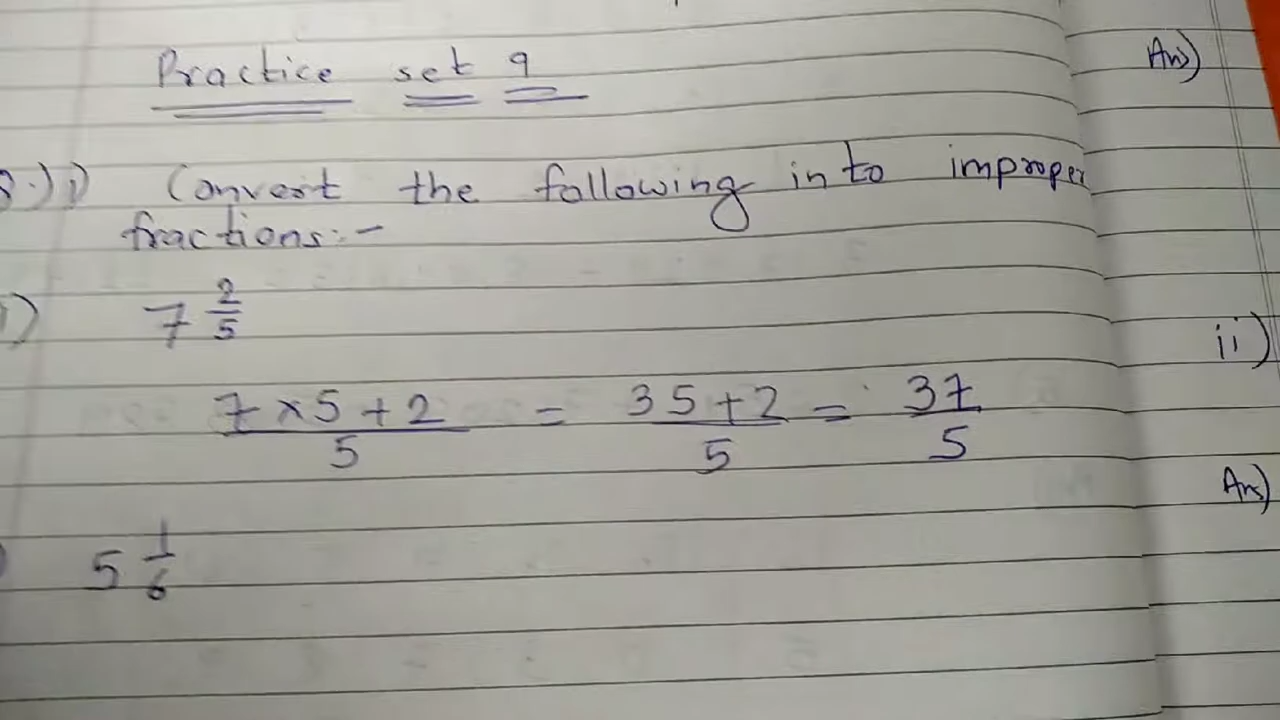 Practice set 9
i) Convert the following into improper
fractions:-
7 2/5
7 × 5 + 2 / 5 = 35 + 2 / 5 = 37 / 5
5 1/6
Ans)
ii)
Ans)